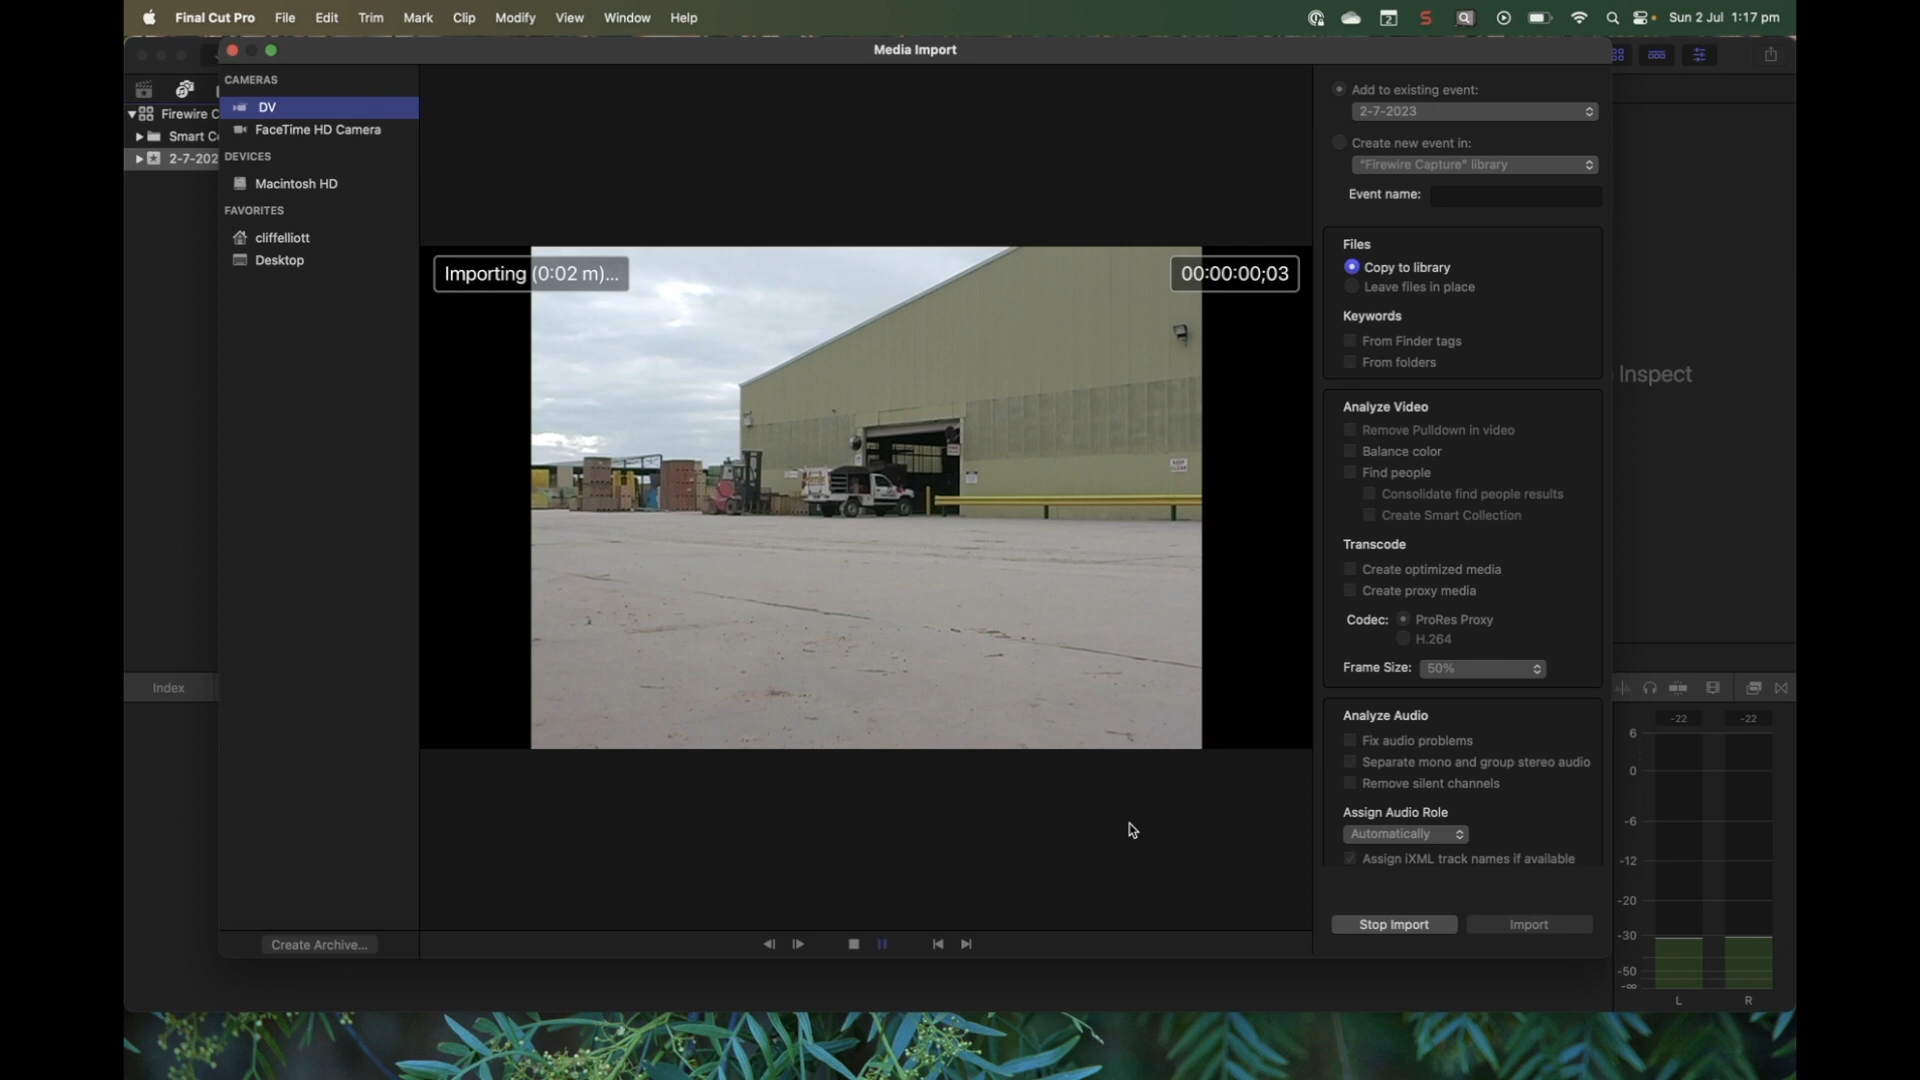 Final Cut Pro File Edit Trim Mark Clip Modify View Window Help
2 S Sun 2 Jul 1:17 pm
Media Import
CAMERAS
DV
FaceTime HD Camera
DEVICES
Macintosh HD
FAVORITES
cliffelliott
Desktop
Firewire C
Smart Co
2-7-202
Index
Create Archive...
Importing (0:02 m)...
00:00:00;03
KEEP CLEAR
Add to existing event:
2-7-2023
Create new event in:
"Firewire Capture" library
Event name:
Files
Copy to library
Leave files in place
Keywords
From Finder tags
From folders
Analyze Video
Remove Pulldown in video
Balance color
Find people
Consolidate find people results
Create Smart Collection
Transcode
Create optimized media
Create proxy media
Codec: ProRes Proxy
H.264
Frame Size: 50%
Analyze Audio
Fix audio problems
Separate mono and group stereo audio
Remove silent channels
Assign Audio Role
Automatically
Assign iXML track names if available
Stop Import Import
Inspect
-22 -22
6
0
-6
-12
-20
-30
-50
-∞
L R